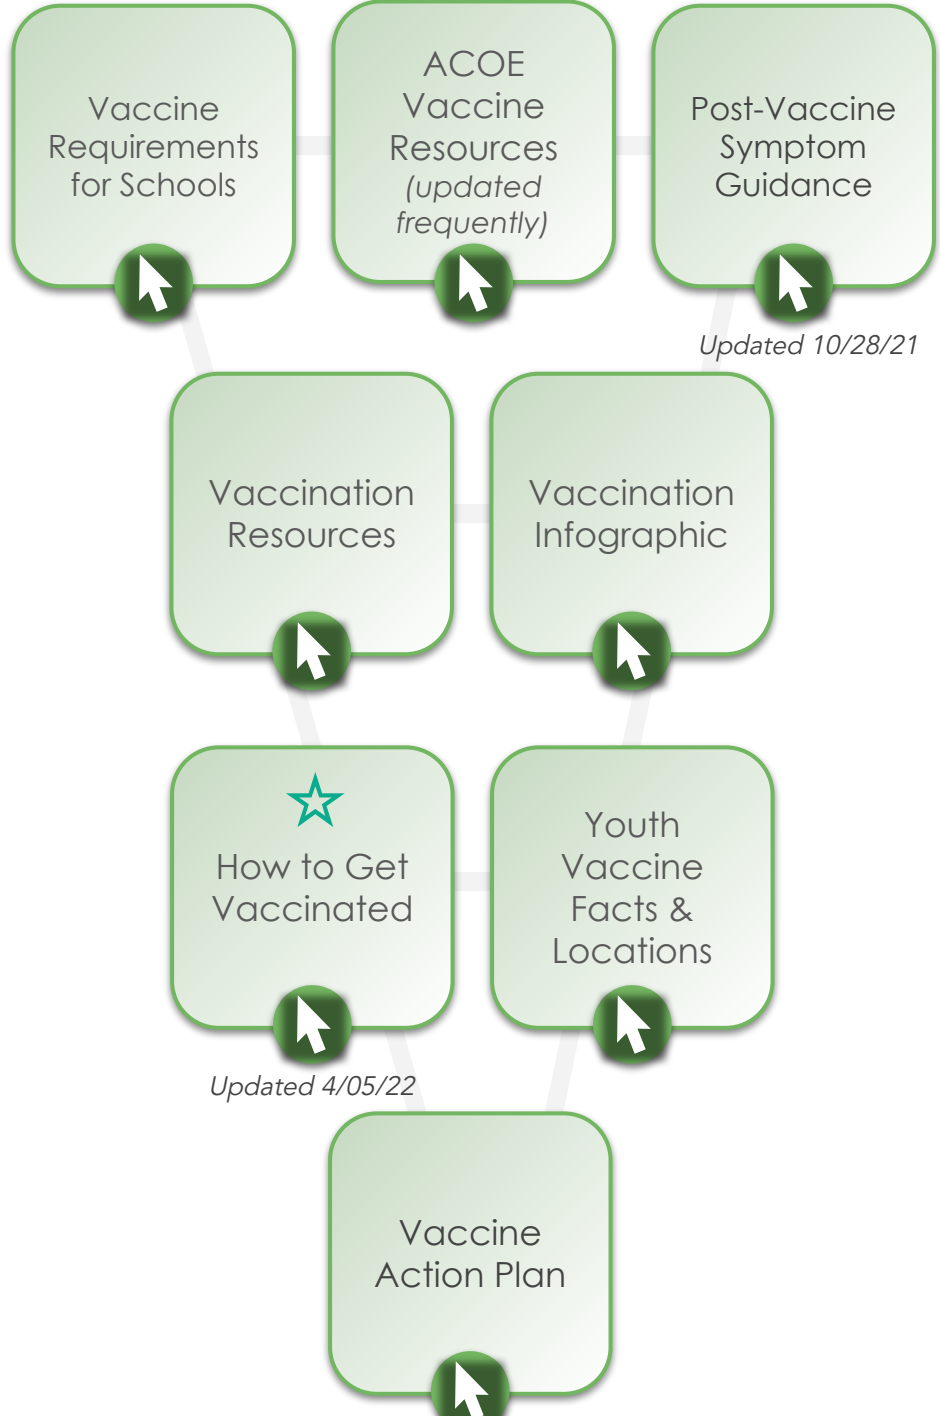 Vaccine
Requirements
for Schools
ACOE
Vaccine
Resources
(updated
frequently)
Post-Vaccine
Symptom
Guidance
Updated 10/28/21
Vaccination
Resources
Vaccination
Infographic
How to Get
Vaccinated
Updated 4/05/22
Youth
Vaccine
Facts &
Locations
Vaccine
Action Plan